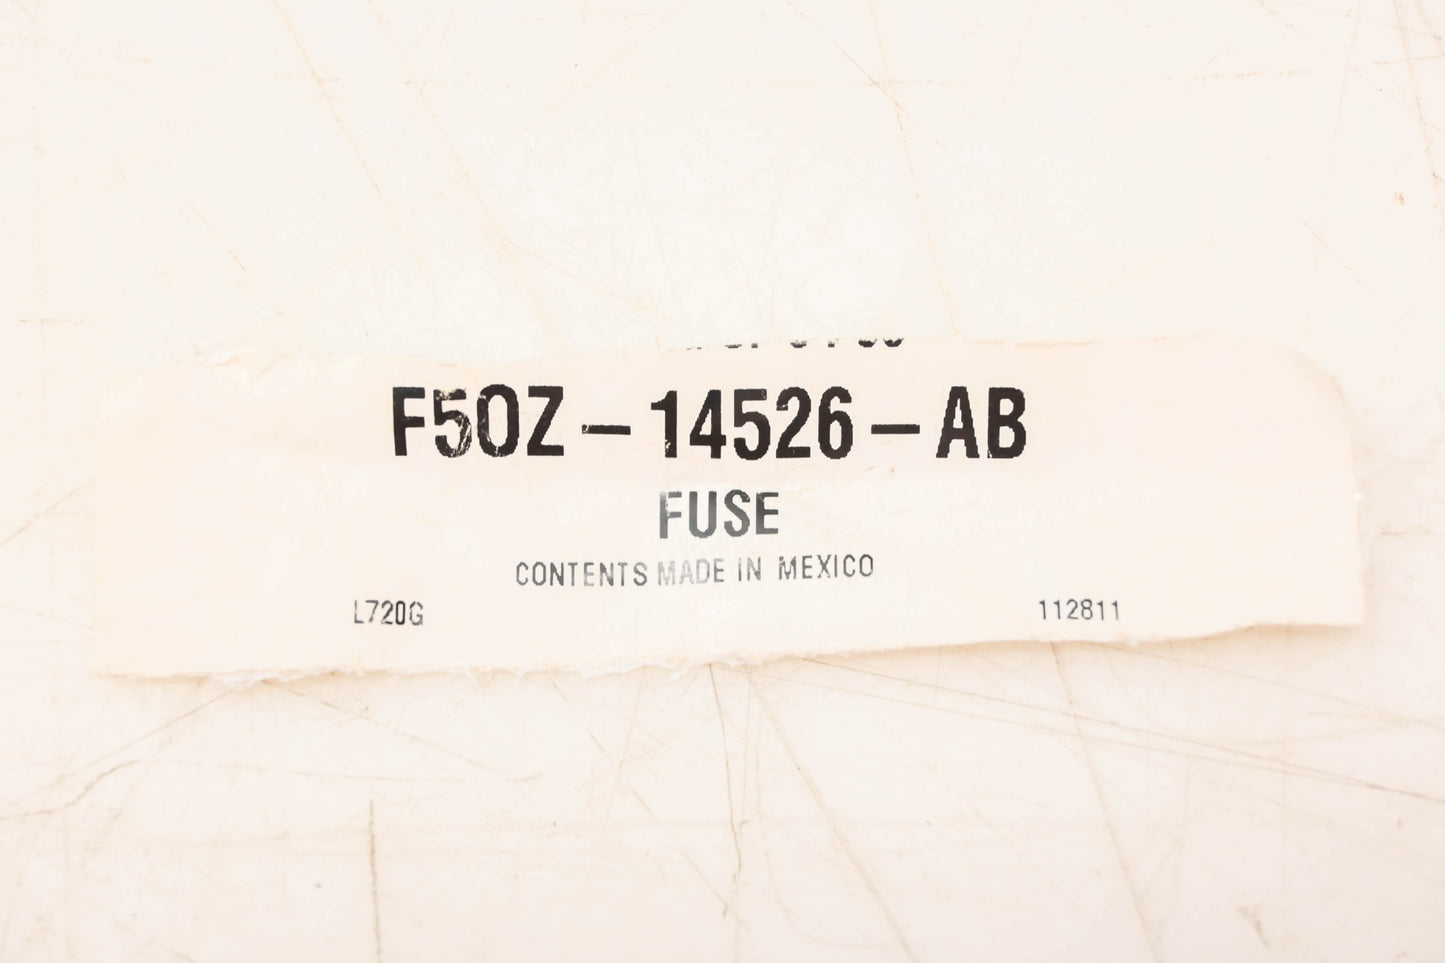 F5OZ-14526-AB
FUSE
CONTENTS MADE IN MEXICO
L720G 112811